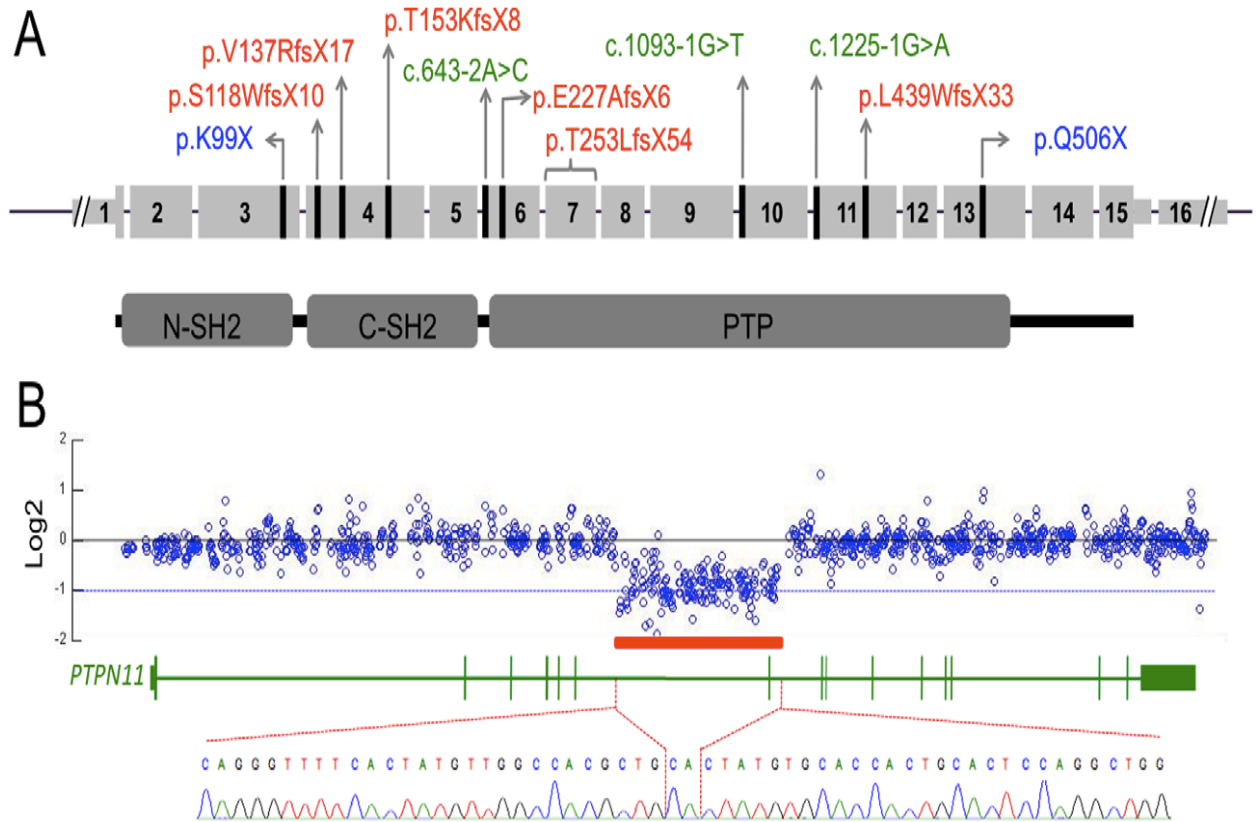 A
p.T153KfsX8
p.V137RfsX17
c.643-2A>C
c.1093-1G>T
c.1225-1G>A
p.S118WfsX10
p.E227AfsX6
p.L439WfsX33
p.K99X
p.T253LfsX54
p.Q506X
// 1 2 3 4 5 6 7 8 9 10 11 12 13 14 15 16 //
N-SH2 C-SH2 PTP
B
Log2
2
1
0
-1
-2
PTPN11
CAGGGTTTTCACTATGTTGGCCACGCTGCACTATGTGCACCACTGCACTCCAGGCTGG